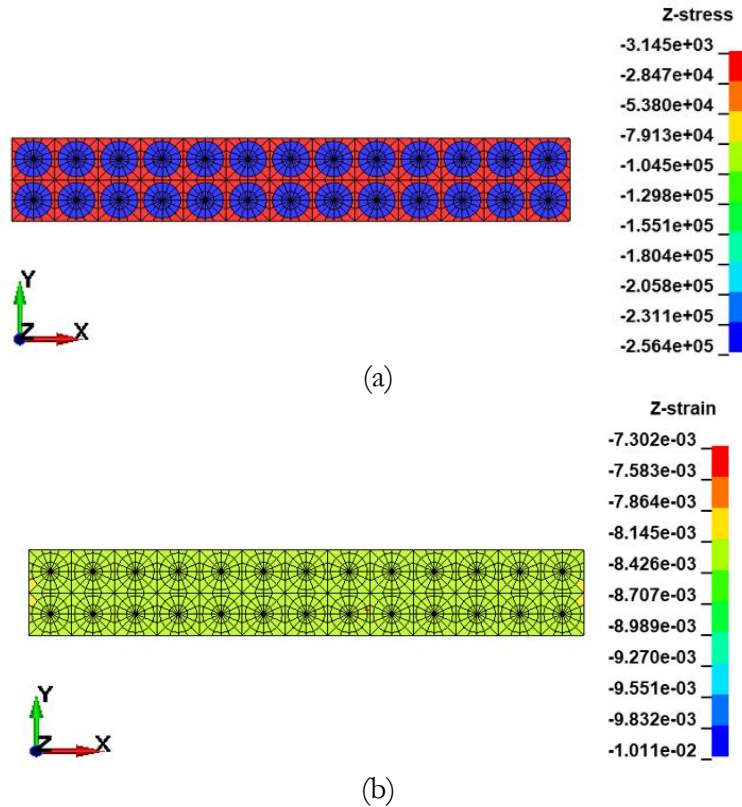 Z-stress
-3.145e+03
-2.847e+04
-5.380e+04
-7.913e+04
-1.045e+05
-1.298e+05
-1.551e+05
-1.804e+05
-2.058e+05
-2.311e+05
-2.564e+05
Y
Z X
(a)
Z-strain
-7.302e-03
-7.583e-03
-7.864e-03
-8.145e-03
-8.426e-03
-8.707e-03
-8.989e-03
-9.270e-03
-9.551e-03
-9.832e-03
-1.011e-02
Y
Z X
(b)